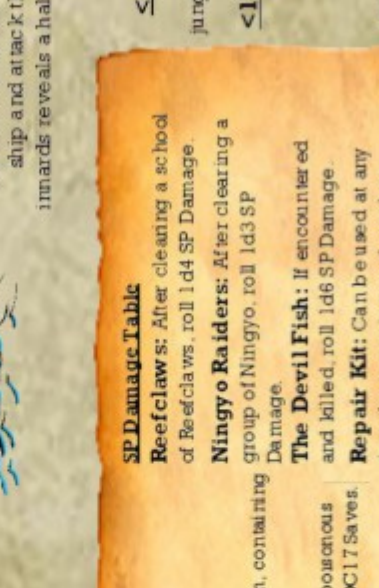 ship and attack t
innards reveals a hal
<
jung
<1
SP Damage Table
Reefclaws: After clearing a school
of Reefclaws, roll 1d4 SP Damage.
Ningyo Raiders: After clearing a
group of Ningyo, roll 1d3 SP
Damage.
The Devil Fish: If encountered
and killed, roll 1d6 SP Damage.
Repair Kit: Can be used at any
n, containing
poisonous
DC17 Saves.